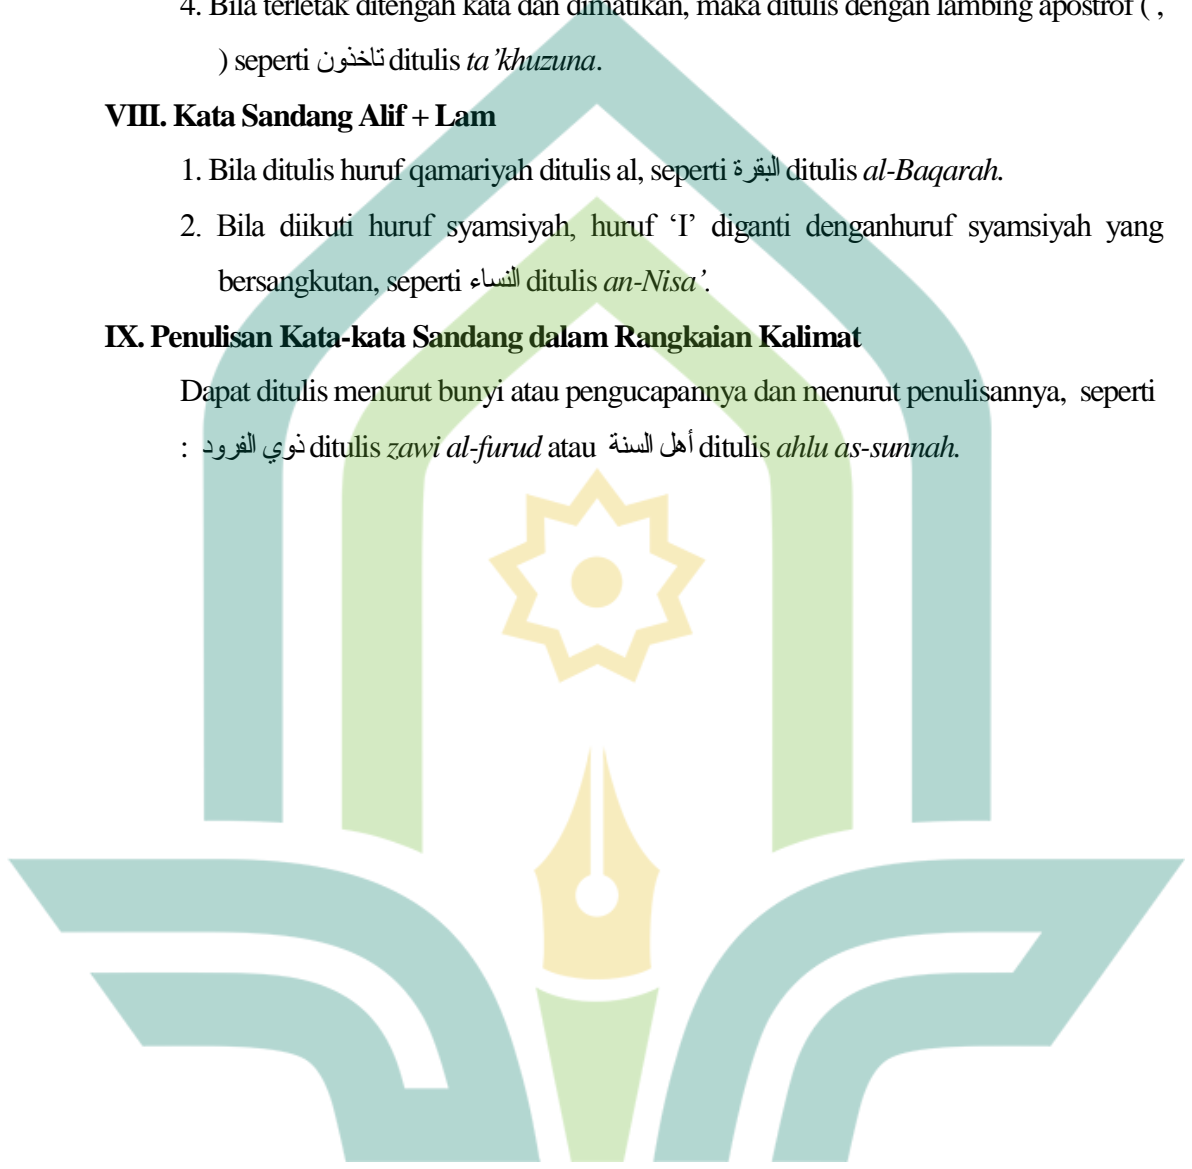 4. Bila terletak ditengah kata dan dimatikan, maka ditulis dengan lambing apostrof ( ,
) seperti تاخذون ditulis ta’khuzuna.
VIII. Kata Sandang Alif + Lam
1. Bila ditulis huruf qamariyah ditulis al, seperti البقرة ditulis al-Baqarah.
2. Bila diikuti huruf syamsiyah, huruf ‘I’ diganti denganhuruf syamsiyah yang
bersangkutan, seperti النساء ditulis an-Nisa’.
IX. Penulisan Kata-kata Sandang dalam Rangkaian Kalimat
Dapat ditulis menurut bunyi atau pengucapannya dan menurut penulisannya, seperti
: ذوي الفرود ditulis zawi al-furud atau أهل السنة ditulis ahlu as-sunnah.